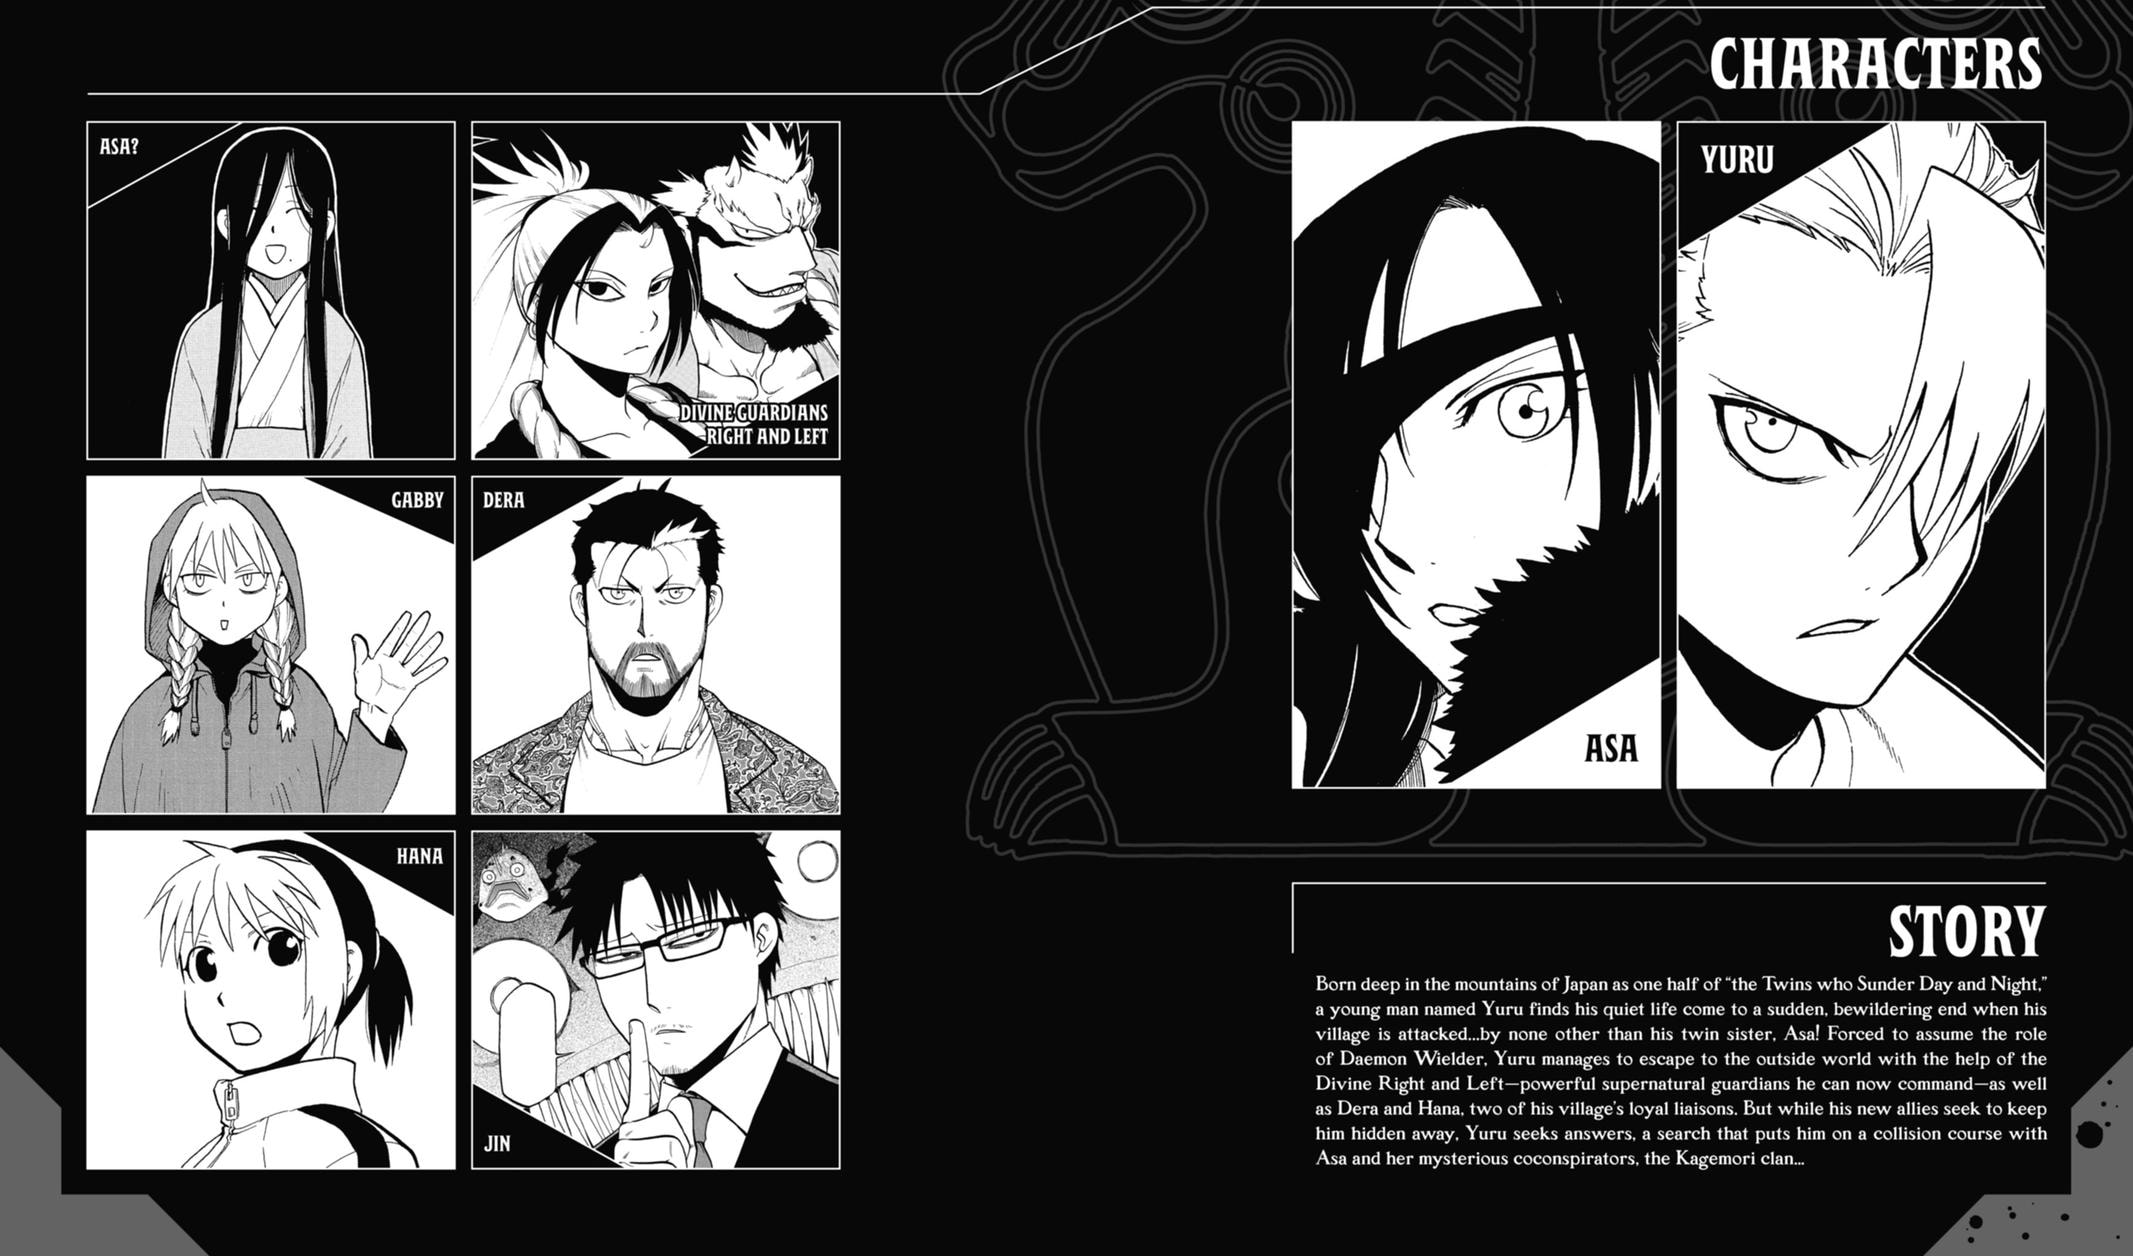 CHARACTERS
YURU
ASA
STORY
Born deep in the mountains of Japan as one half of “the Twins who Sunder Day and Night,”
a young man named Yuru finds his quiet life come to a sudden, bewildering end when his
village is attacked...by none other than his twin sister, Asa! Forced to assume the role
of Daemon Wielder, Yuru manages to escape to the outside world with the help of the
Divine Right and Left—powerful supernatural guardians he can now command—as well
as Dera and Hana, two of his village’s loyal liaisons. But while his new allies seek to keep
him hidden away, Yuru seeks answers, a search that puts him on a collision course with
Asa and her mysterious coconspirators, the Kagemori clan...
ASA?
DIVINE GUARDIANS
RIGHT AND LEFT
GABBY
DERA
HANA
JIN